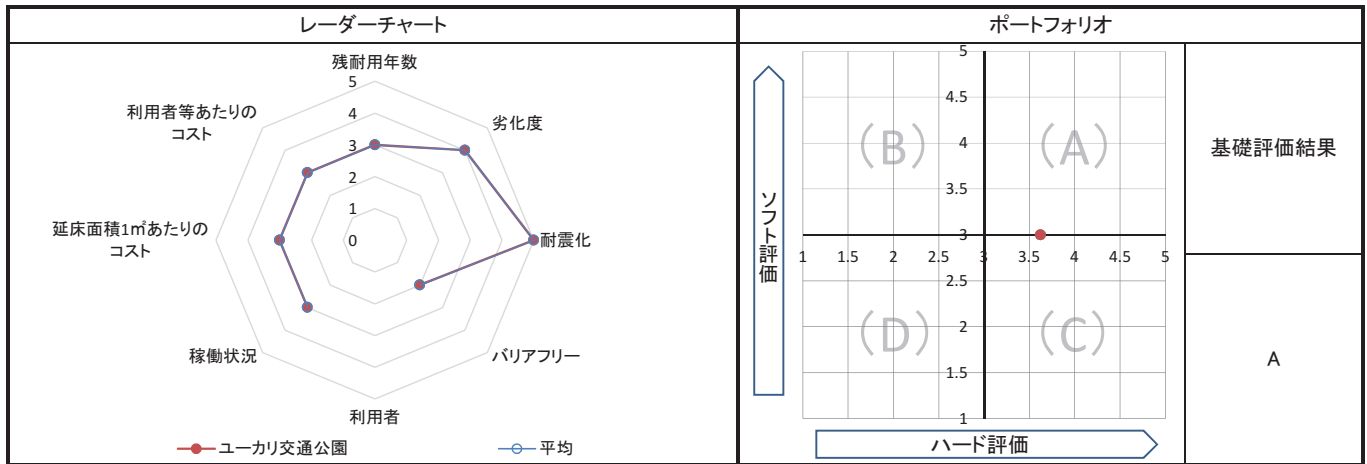 レーダーチャート
残耐用年数
劣化度
耐震化
バリアフリー
利用者
稼働状況
延床面積1㎡あたりの
コスト
利用者等あたりの
コスト
5
4
3
2
1
0
ユーカリ交通公園
平均
ポートフォリオ
ソフト評価
5
4.5
4
3.5
3
2.5
2
1.5
1
1 1.5 2 2.5 3 3.5 4 4.5 5
(B)
(A)
(D)
(C)
ハード評価
基礎評価結果
A